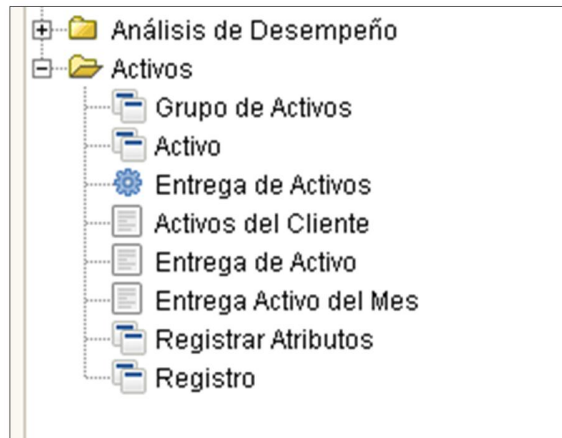 Análisis de Desempeño
Activos
Grupo de Activos
Activo
Entrega de Activos
Activos del Cliente
Entrega de Activo
Entrega Activo del Mes
Registrar Atributos
Registro